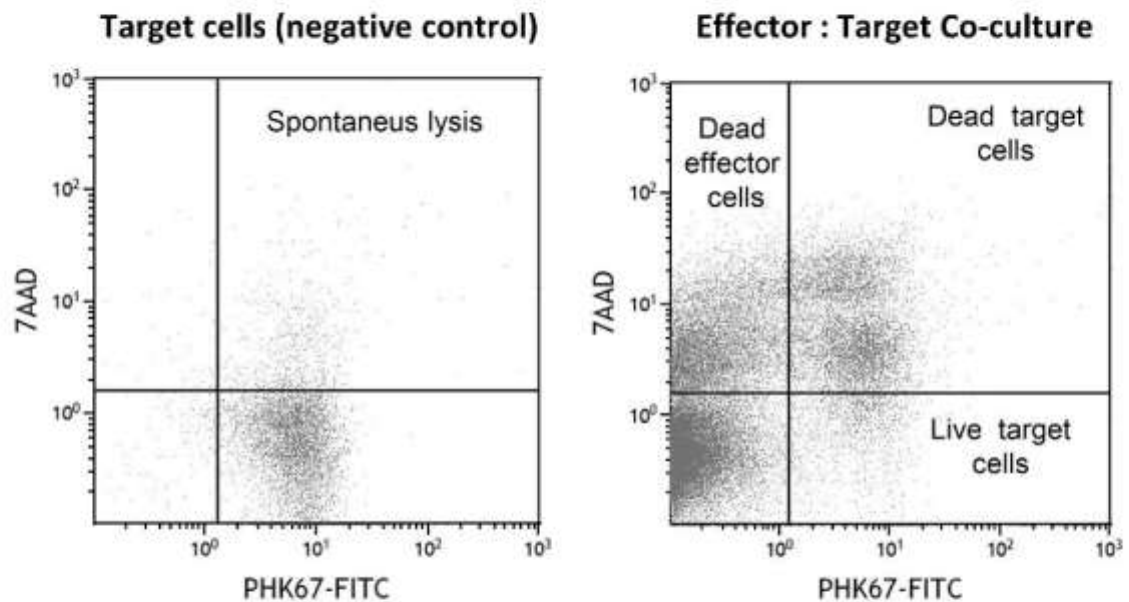 Target cells (negative control)
Effector : Target Co-culture
10³
Spontaneus lysis
10²
7AAD
10¹
10⁰
10⁰ 10¹ 10² 10³
PHK67-FITC
10³
Dead
effector
cells
Dead target
cells
10²
7AAD
10¹
10⁰
Live target
cells
10⁰ 10¹ 10² 10³
PHK67-FITC